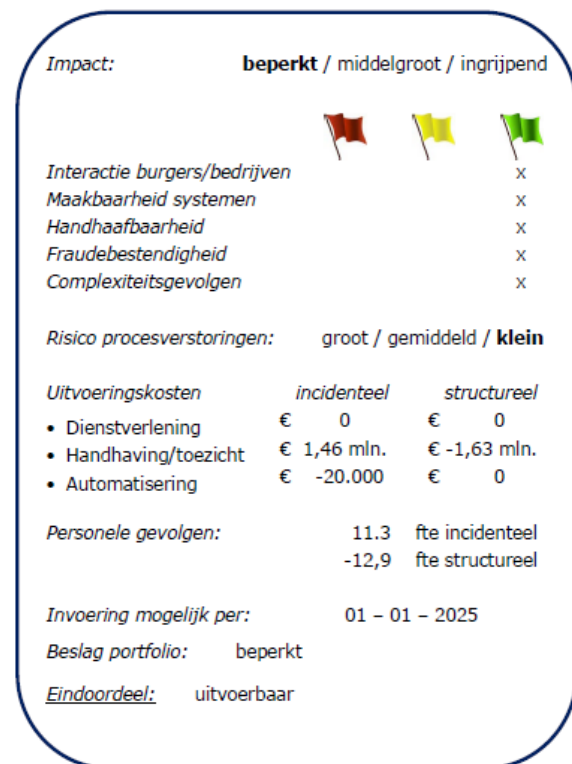 Impact: beperkt / middelgroot / ingrijpend
Interactie burgers/bedrijven x
Maakbaarheid systemen x
Handhaafbaarheid x
Fraudebestendigheid x
Complexiteitsgevolgen x
Risico procesverstoringen: groot / gemiddeld / klein
Uitvoeringskosten incidenteel structureel
• Dienstverlening € 0 € 0
• Handhaving/toezicht € 1,46 mln. € -1,63 mln.
• Automatisering € -20.000 € 0
Personele gevolgen: 11.3 fte incidenteel
-12,9 fte structureel
Invoering mogelijk per: 01 – 01 – 2025
Beslag portfolio: beperkt
Eindoordeel: uitvoerbaar